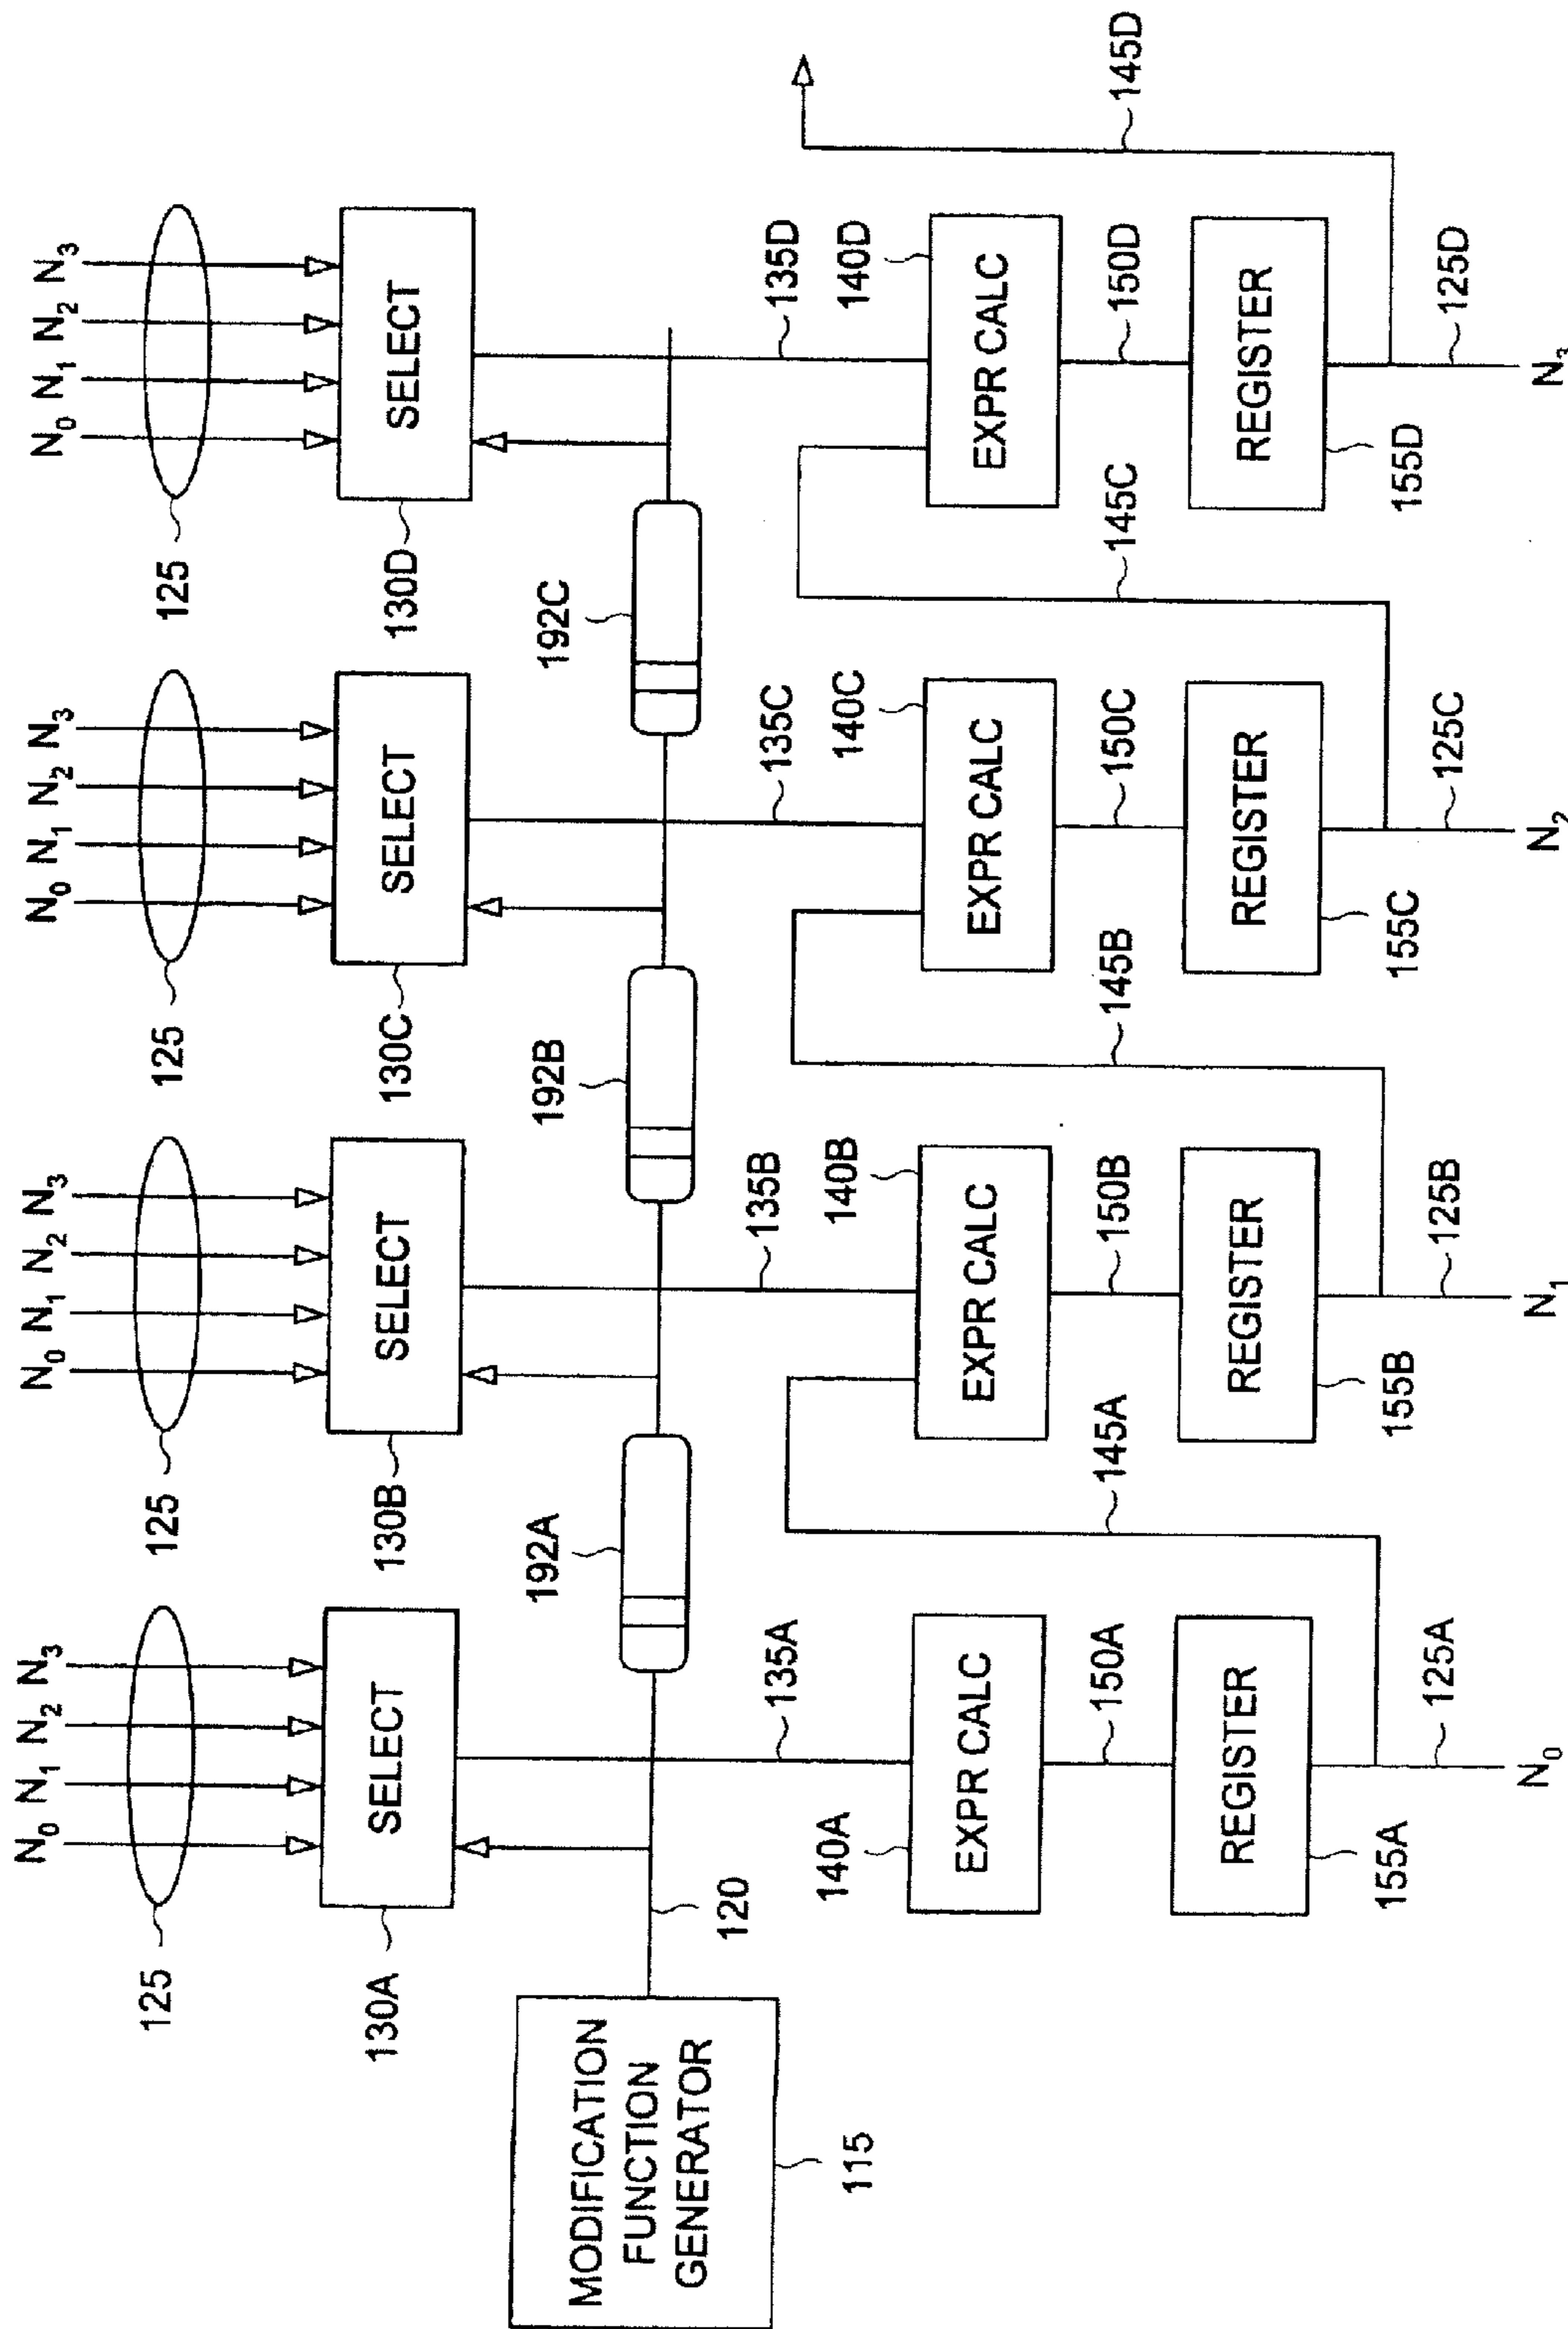 N₀ N₁ N₂ N₃
N₀ N₁ N₂ N₃
N₀ N₁ N₂ N₃
N₀ N₁ N₂ N₃
125
125
125
125
SELECT
SELECT
SELECT
SELECT
130A
130B
130C
130D
192A
192B
192C
MODIFICATION
FUNCTION
GENERATOR
115
120
135A
135B
135C
135D
140A
140B
140C
140D
EXPR CALC
EXPR CALC
EXPR CALC
EXPR CALC
145A
145B
145C
145D
150A
150B
150C
150D
REGISTER
REGISTER
REGISTER
REGISTER
155A
155B
155C
155D
125A
125B
125C
125D
N₀
N₁
N₂
N₃